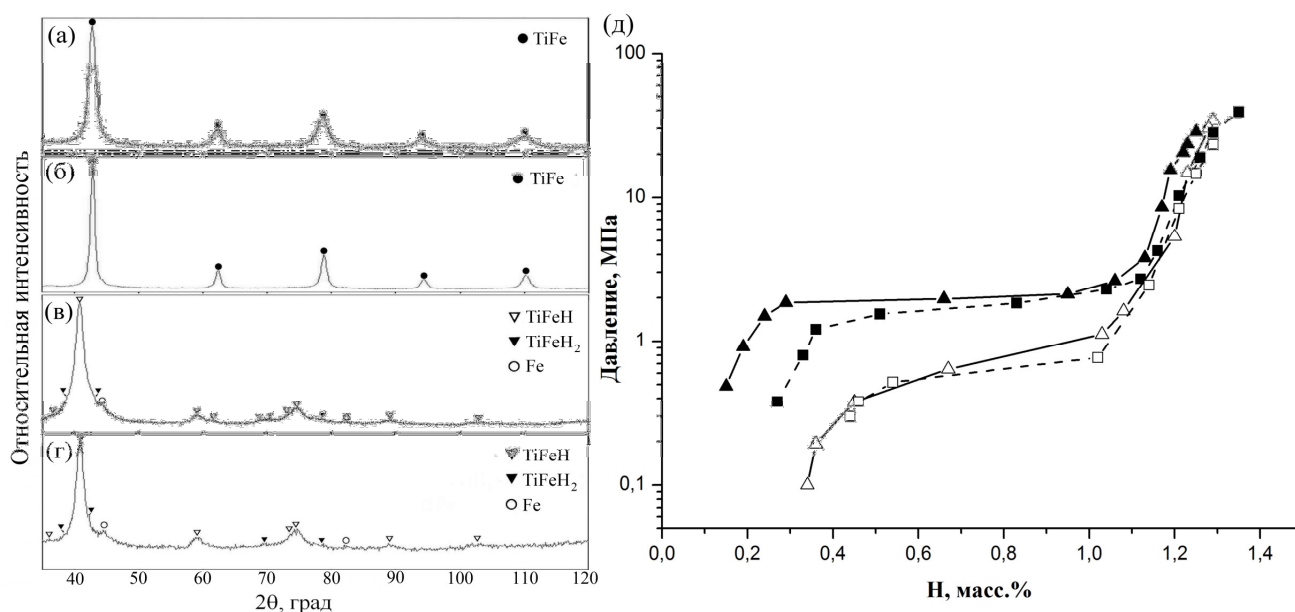 (а)
TiFe
(б)
TiFe
(в)
TiFeH
TiFeH₂
Fe
(г)
TiFeH
TiFeH₂
Fe
Относительная интенсивность
40 50 60 70 80 90 100 110 120
2θ, град
(д)
100
10
1
0,1
Давление, МПа
0,0 0,2 0,4 0,6 0,8 1,0 1,2 1,4
H, масс.%